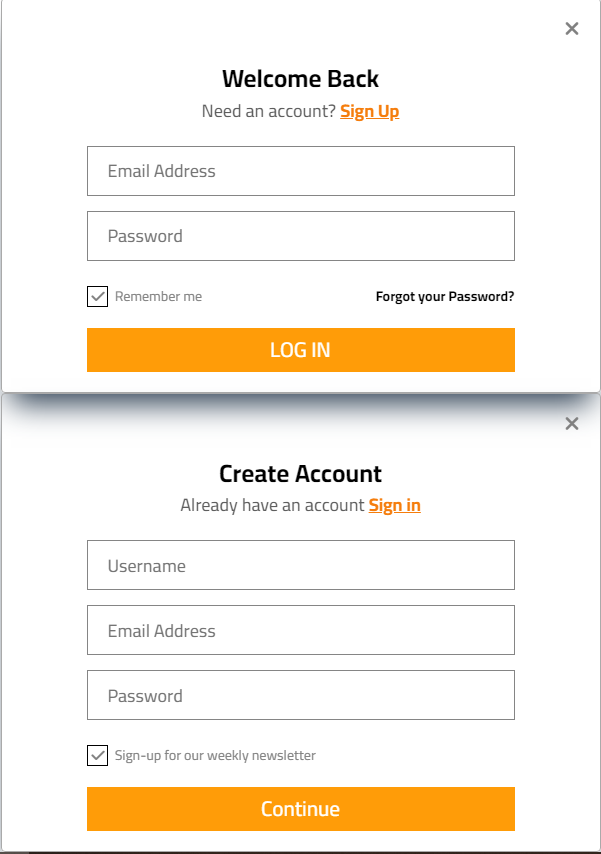 Welcome Back
Need an account? Sign Up
Email Address
Password
Remember me Forgot your Password?
LOG IN
Create Account
Already have an account Sign in
Username
Email Address
Password
Sign-up for our weekly newsletter
Continue